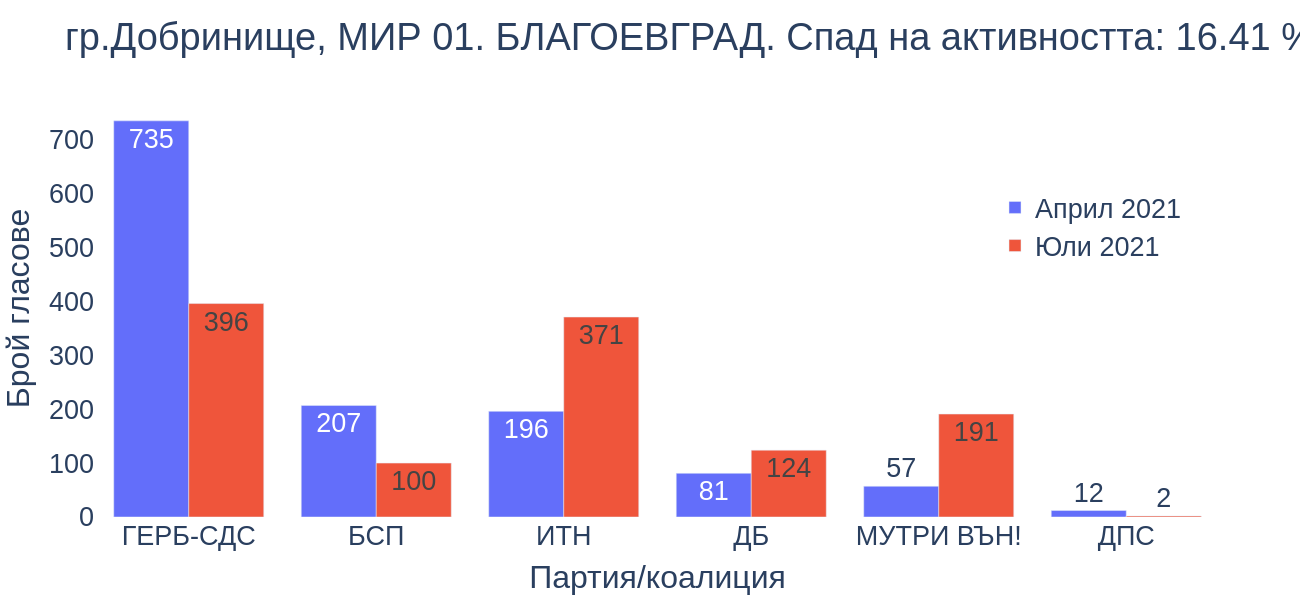 гр.Добринище, МИР 01. БЛАГОЕВГРАД. Спад на активността: 16.41 %
Брой гласове
700
600
500
400
300
200
100
0
735
396
207
100
196
371
81
124
57
191
12
2
Април 2021
Юли 2021
ГЕРБ-СДС
БСП
ИТН
ДБ
МУТРИ ВЪН!
ДПС
Партия/коалиция